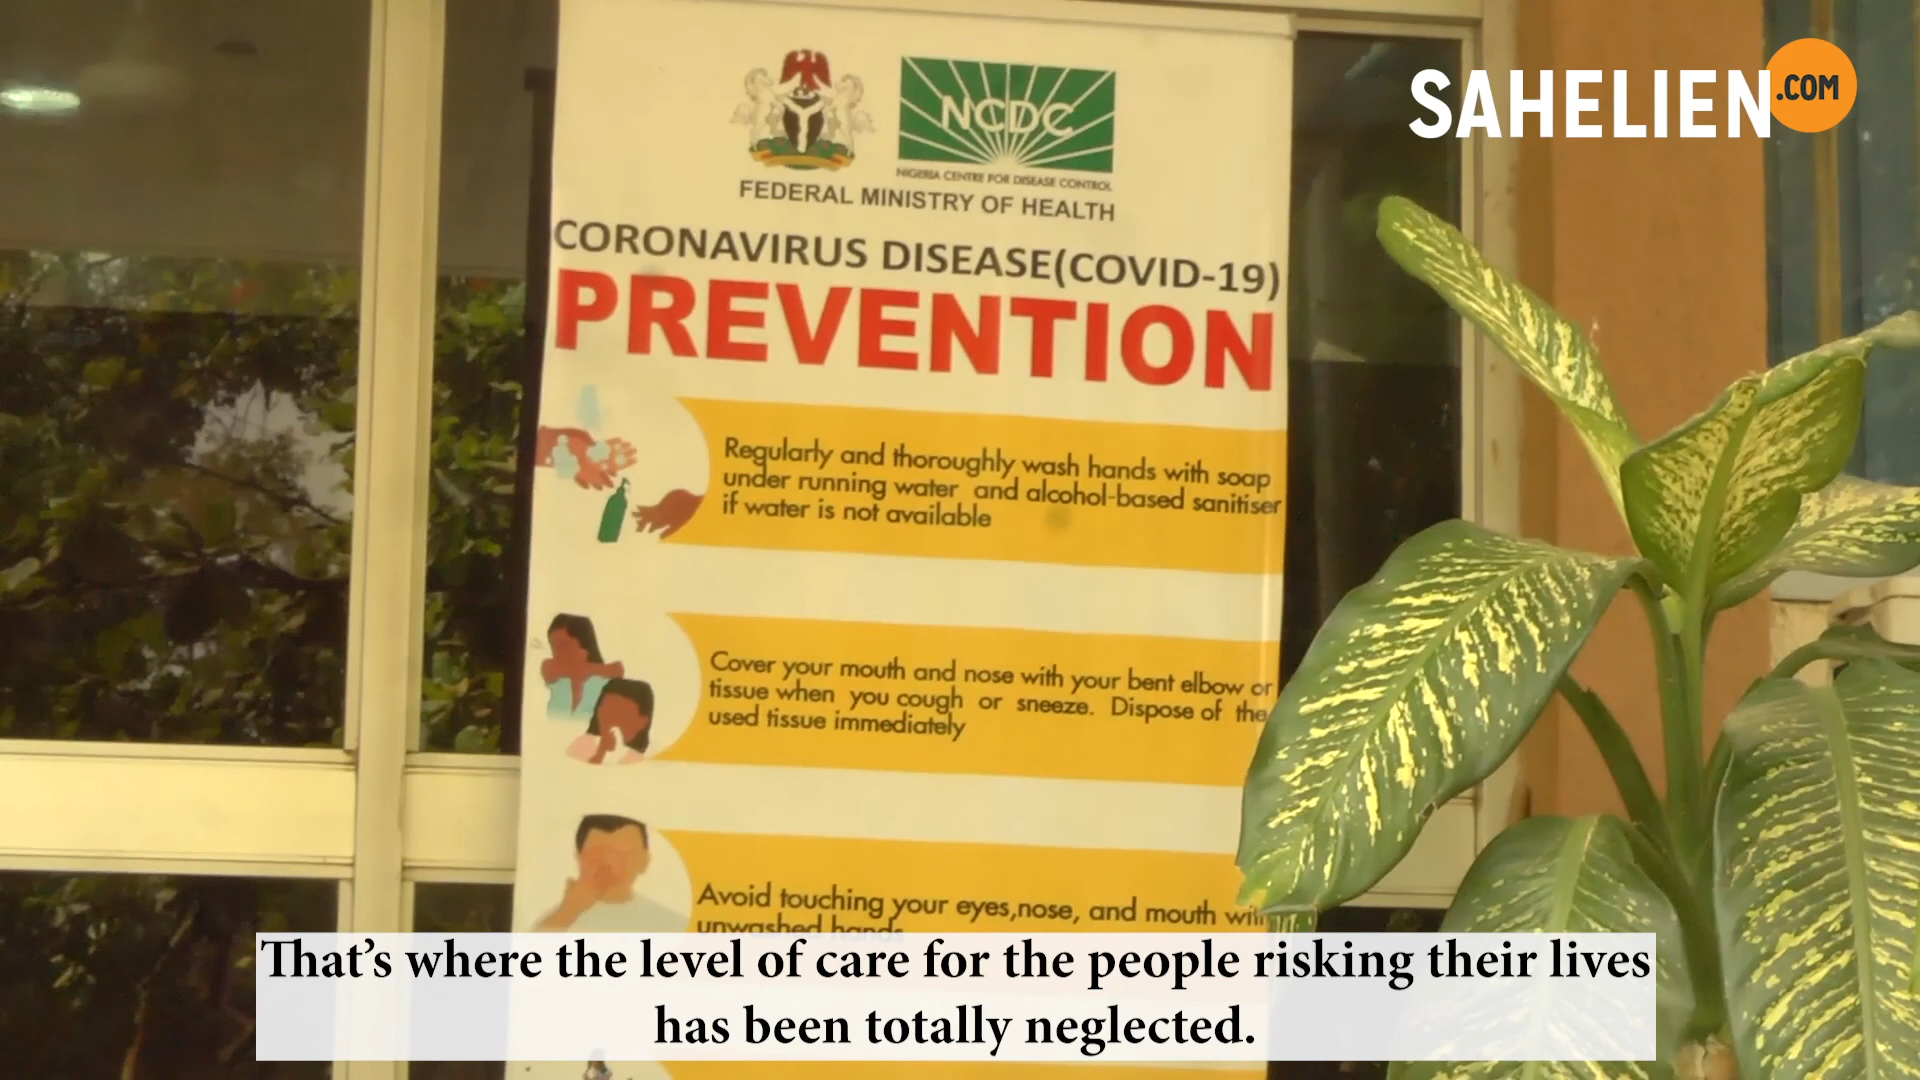 SAHELIEN.COM
NCDC
NIGERIA CENTRE FOR DISEASE CONTROL
FEDERAL MINISTRY OF HEALTH
CORONAVIRUS DISEASE(COVID-19)
PREVENTION
Regularly and thoroughly wash hands with soap
under running water and alcohol-based sanitiser
if water is not available
Cover your mouth and nose with your bent elbow or
tissue when you cough or sneeze. Dispose of the
used tissue immediately
Avoid touching your eyes,nose, and mouth with
unwashed hands
That's where the level of care for the people risking their lives
has been totally neglected.